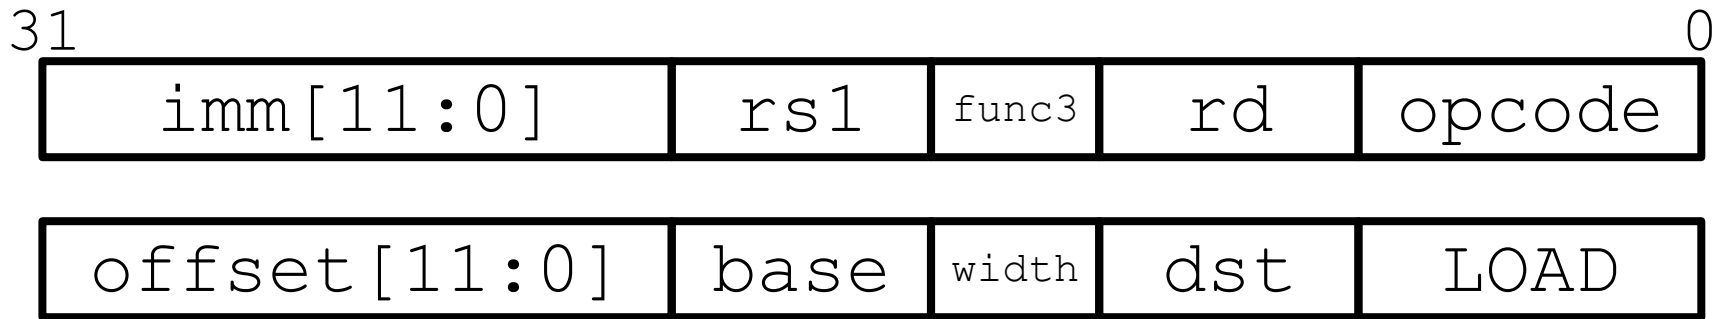 31 0
imm[11:0] rs1 func3 rd opcode
offset[11:0] base width dst LOAD